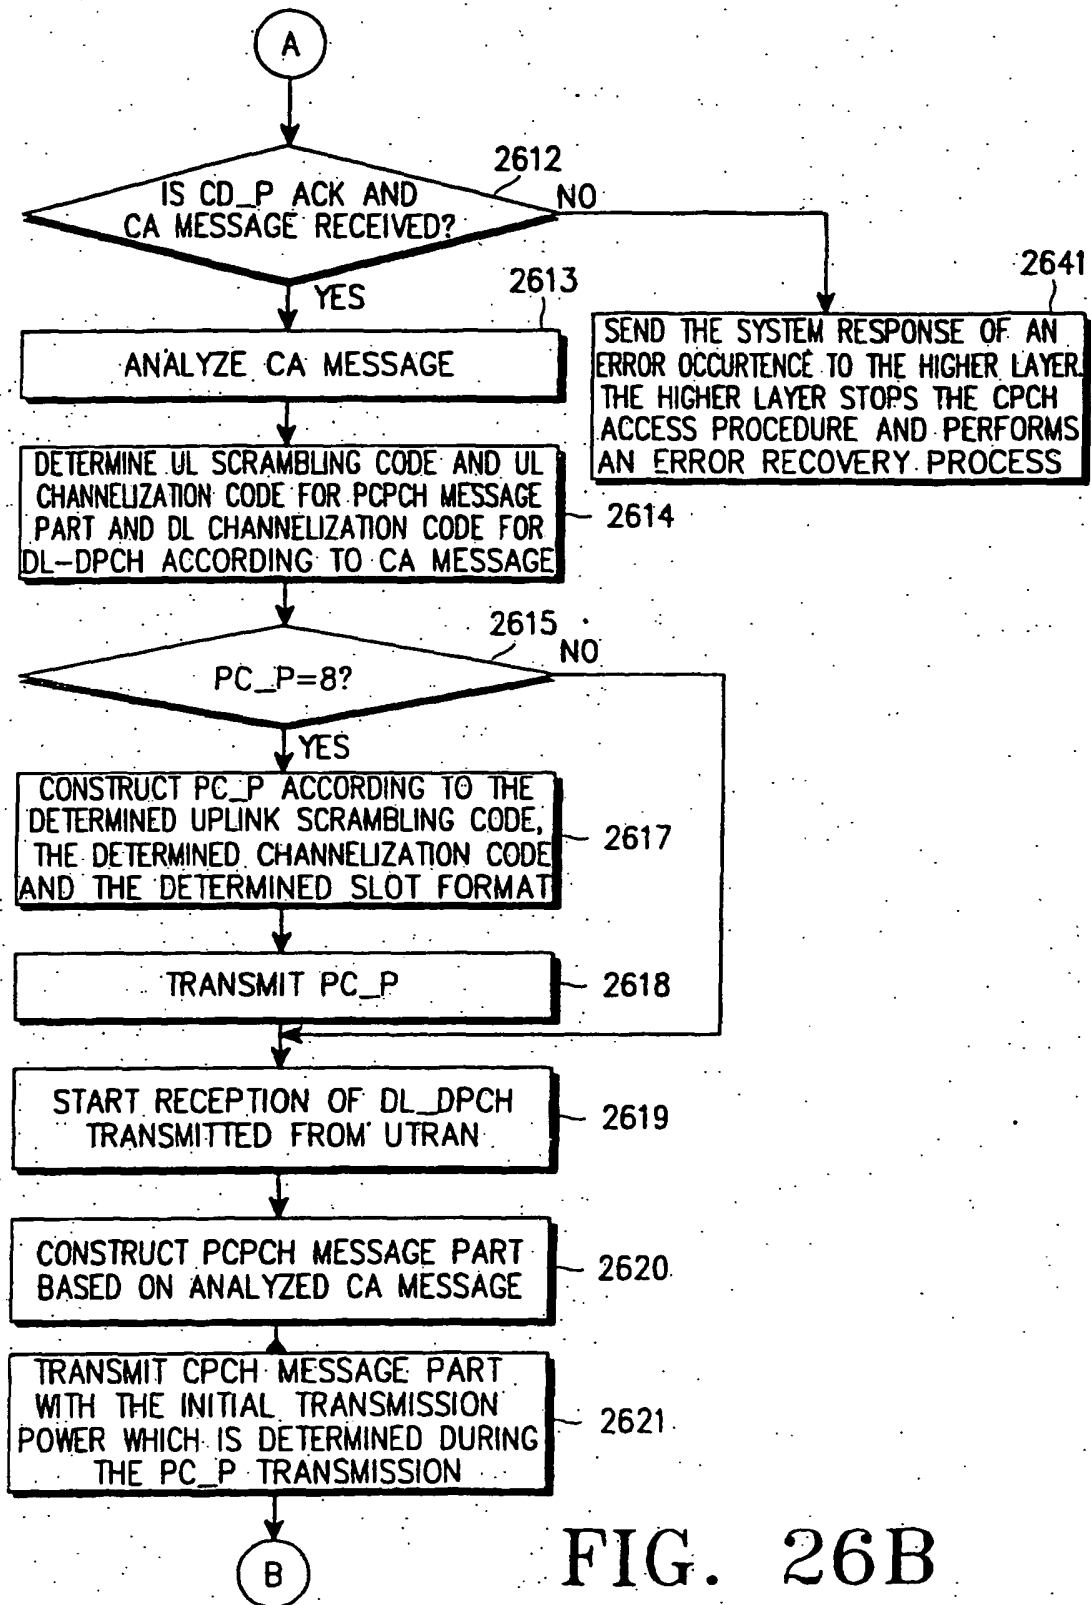 A
2612
IS CD_P ACK AND
CA MESSAGE RECEIVED?
NO
YES
2613
2641
ANALYZE CA MESSAGE
SEND THE SYSTEM RESPONSE OF AN
ERROR OCCURTENCE TO THE HIGHER LAYER.
THE HIGHER LAYER STOPS THE CPCH
ACCESS PROCEDURE AND PERFORMS
AN ERROR RECOVERY PROCESS
DETERMINE UL SCRAMBLING CODE AND UL
CHANNELIZATION CODE FOR PCPCH MESSAGE
PART AND DL CHANNELIZATION CODE FOR
DL-DPCH ACCORDING TO CA MESSAGE
2614
2615
NO
PC_P=8?
YES
CONSTRUCT PC_P ACCORDING TO THE
DETERMINED UPLINK SCRAMBLING CODE,
THE DETERMINED CHANNELIZATION CODE
AND THE DETERMINED SLOT FORMAT
2617
TRANSMIT PC_P
2618
START RECEPTION OF DL_DPCH
TRANSMITTED FROM UTRAN
2619
CONSTRUCT PCPCH MESSAGE PART
BASED ON ANALYZED CA MESSAGE
2620
TRANSMIT CPCH MESSAGE PART
WITH THE INITIAL TRANSMISSION
POWER WHICH IS DETERMINED DURING
THE PC_P TRANSMISSION
2621
B
FIG. 26B